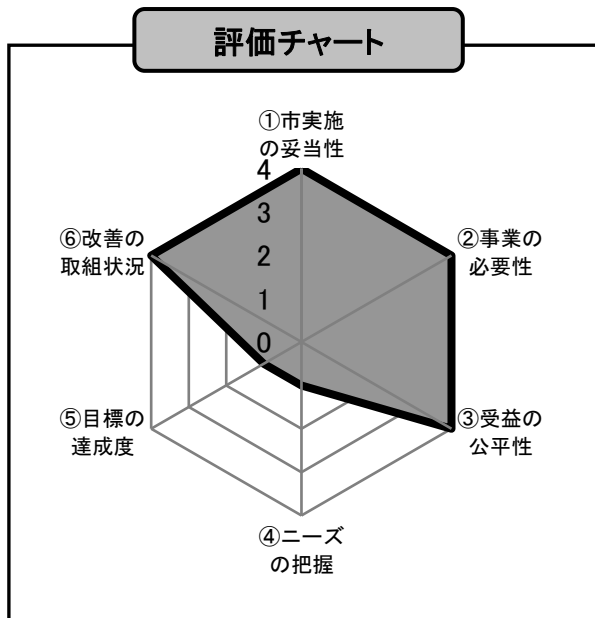 評価チャート
①市実施
の妥当性
4
3
2
1
0
②事業の
必要性
③受益の
公平性
④ニーズ
の把握
⑤目標の
達成度
⑥改善の
取組状況